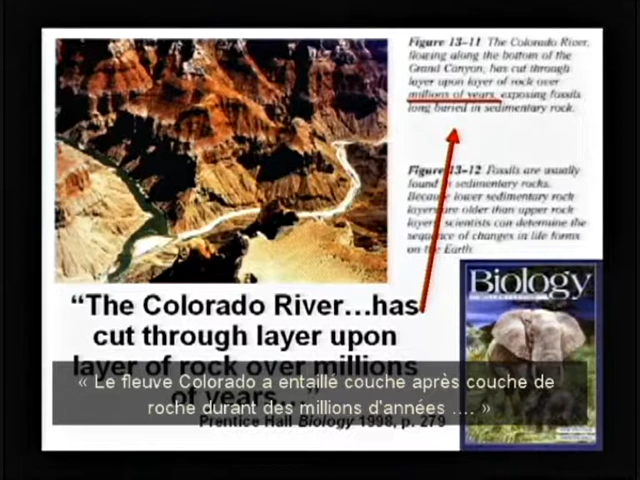 Figure 13–11 The Colorado River,
flowing along the bottom of the
Grand Canyon, has cut through
layer upon layer of rock over
millions of years, exposing fossils
long buried in sedimentary rock.
Figure 13–12 Fossils are usually
found in sedimentary rocks.
Because lower sedimentary rock
layers are older than upper rock
layers, scientists can determine the
sequence of changes in life forms
on the Earth.
“The Colorado River…has
cut through layer upon
layer of rock over millions
of years…”
Prentice Hall Biology 1998, p. 279
Biology
« Le fleuve Colorado a entaillé couche après couche de
roche durant des millions d'années .... »